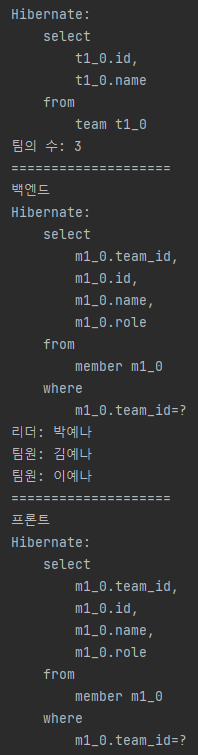 Hibernate:
    select
        t1_0.id,
        t1_0.name
    from
        team t1_0
팀의 수: 3
====================
백엔드
Hibernate:
    select
        m1_0.team_id,
        m1_0.id,
        m1_0.name,
        m1_0.role
    from
        member m1_0
    where
        m1_0.team_id=?
리더: 박예나
팀원: 김예나
팀원: 이예나
====================
프론트
Hibernate:
    select
        m1_0.team_id,
        m1_0.id,
        m1_0.name,
        m1_0.role
    from
        member m1_0
    where
        m1_0.team_id=?